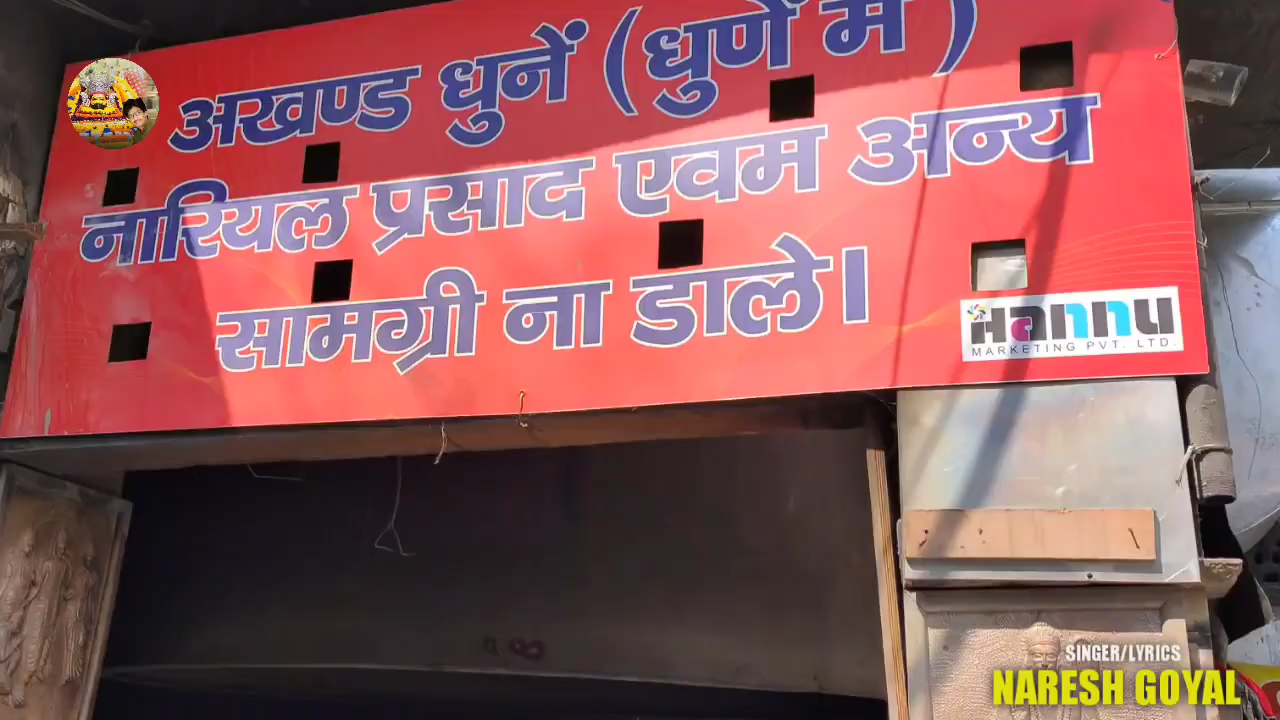 अखण्ड धुनें (धुणें में)
नारियल प्रसाद एवम अन्य
सामग्री ना डाले।
Hannu
MARKETING PVT. LTD.
SINGER/LYRICS
NARESH GOYAL